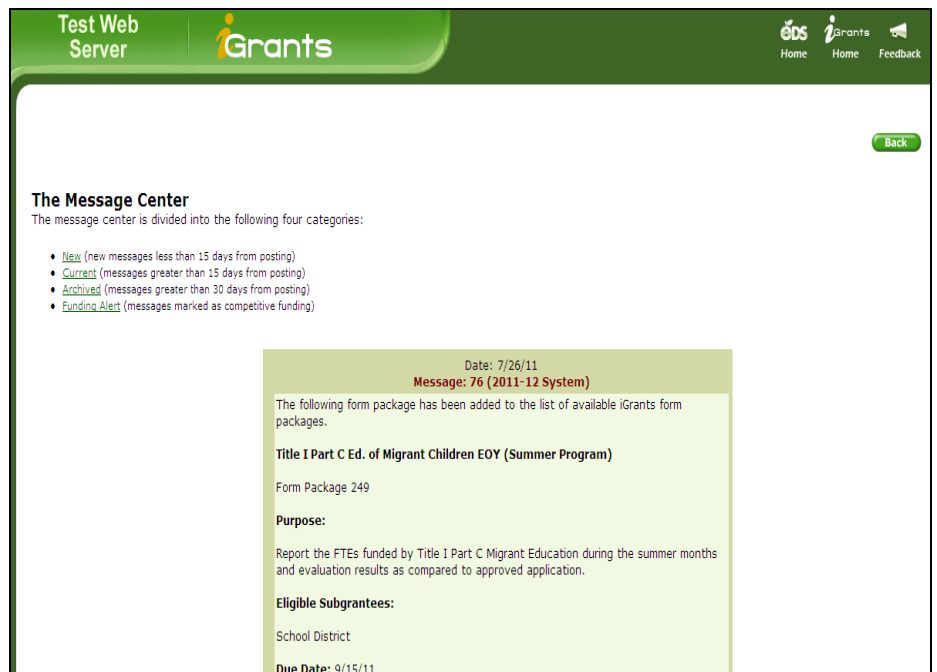 Test Web
Server
iGrants
eDS
Home
iGrants
Home
Feedback
Back
The Message Center
The message center is divided into the following four categories:
• New (new messages less than 15 days from posting)
• Current (messages greater than 15 days from posting)
• Archived (messages greater than 30 days from posting)
• Funding Alert (messages marked as competitive funding)
Date: 7/26/11
Message: 76 (2011-12 System)
The following form package has been added to the list of available iGrants form
packages.
Title I Part C Ed. of Migrant Children EOY (Summer Program)
Form Package 249
Purpose:
Report the FTEs funded by Title I Part C Migrant Education during the summer months
and evaluation results as compared to approved application.
Eligible Subgrantees:
School District
Due Date: 9/15/11